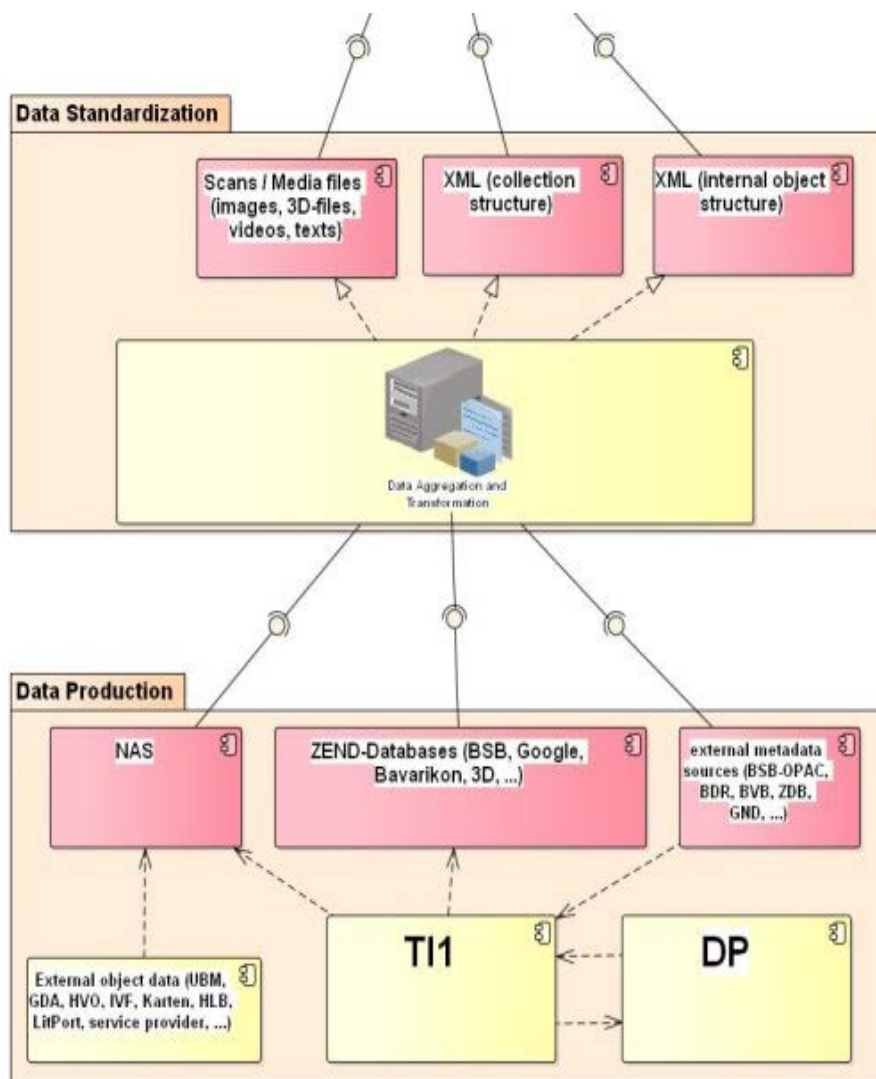 Data Standardization
Scans / Media files
(images, 3D-files,
videos, texts)
XML (collection
structure)
XML (internal object
structure)
Data Aggregation and
Transformation
Data Production
NAS
ZEND-Databases (BSB, Google,
Bavarikon, 3D, ...)
external metadata
sources (BSB-OPAC,
BDR, BVB, ZDB,
GND, ...)
External object data (UBM,
GDA, HVO, IVF, Karten, HLB,
LitPort, service provider, ...)
TI1
DP